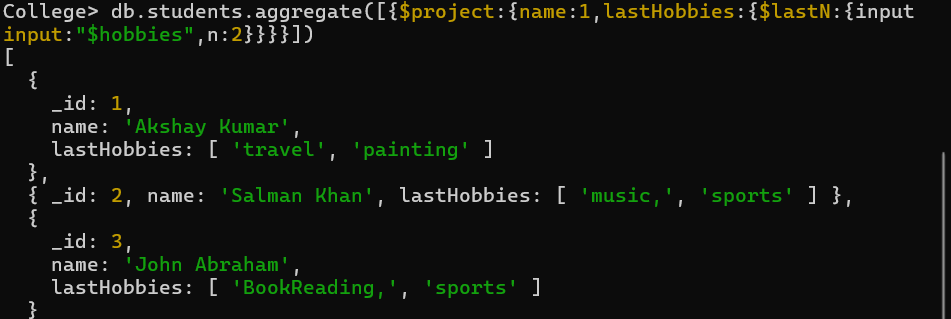 College> db.students.aggregate([{$project:{name:1,lastHobbies:{$lastN:{input
input:"$hobbies",n:2}}}}])
[
  {
    _id: 1,
    name: 'Akshay Kumar',
    lastHobbies: [ 'travel', 'painting' ]
  },
  { _id: 2, name: 'Salman Khan', lastHobbies: [ 'music,', 'sports' ] },
  {
    _id: 3,
    name: 'John Abraham',
    lastHobbies: [ 'BookReading,', 'sports' ]
  }